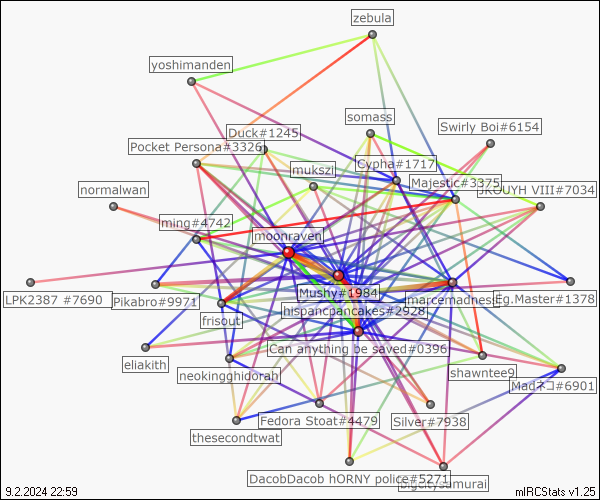 zebula
yoshimanden
somass
Swirly Boi#6154
Duck#1245
Pocket Persona#3326
Cypha#1717
mukszi
Majestic#3375
JKOUYH VIII#7034
normalwan
ming#4742
moonraven
Mushy#1984
LPK2387 #7690
Pikabro#9971
marcemadness
Eg.Master#1378
hispancpancakes#2928
frisout
Can anything be saved#0396
eliakith
neokingghidorah
shawntee9
Madネコ#6901
Fedora Stoat#4479
Silver#7938
thesecondtwat
DacobDacob hORNY police#5271
bigcitysamurai
9.2.2024 22:59
mIRCStats v1.25